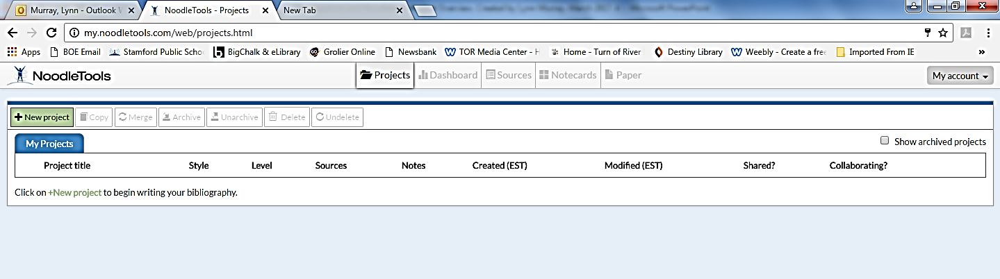 Murray, Lynn - Outlook
NoodleTools - Projects
New Tab
my.noodletools.com/web/projects.html
Apps BOE Email Stamford Public Schoo BigChalk & eLibrary Grolier Online Newsbank TOR Media Center - H Home - Turn of River Destiny Library Weebly - Create a free Imported From IE »
NoodleTools Projects Dashboard Sources Notecards Paper My account
New project Copy Merge Archive Unarchive Delete Undelete
My Projects Show archived projects
Project title Style Level Sources Notes Created (EST) Modified (EST) Shared? Collaborating?
Click on +New project to begin writing your bibliography.